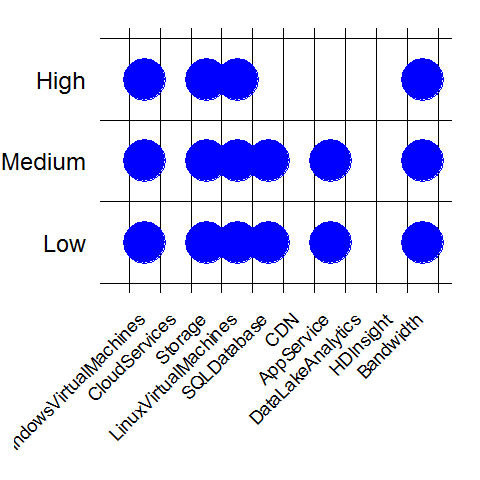 High
Medium
Low
ndowsVirtualMachines
CloudServices
Storage
LinuxVirtualMachines
SQLDatabase
CDN
AppService
DataLakeAnalytics
HDInsight
Bandwidth